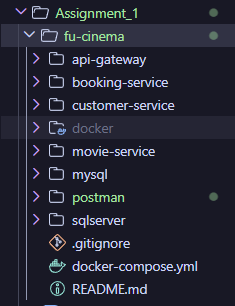 Assignment_1
fu-cinema
api-gateway
booking-service
customer-service
docker
movie-service
mysql
postman
sqlserver
.gitignore
docker-compose.yml
README.md